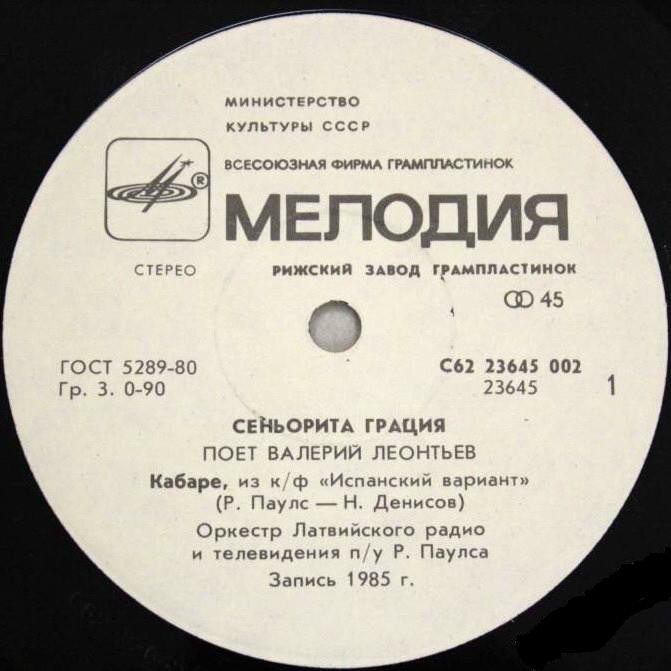 МИНИСТЕРСТВО
КУЛЬТУРЫ СССР
ВСЕСОЮЗНАЯ ФИРМА ГРАМПЛАСТИНОК
®
МЕЛОДИЯ
СТЕРЕО РИЖСКИЙ ЗАВОД ГРАМПЛАСТИНОК
45
ГОСТ 5289-80 С62 23645 002
Гр. 3. 0-90 23645 1
СЕНЬОРИТА ГРАЦИЯ
ПОЕТ ВАЛЕРИЙ ЛЕОНТЬЕВ
Кабаре, из к/ф «Испанский вариант»
(Р. Паулс — Н. Денисов)
Оркестр Латвийского радио
и телевидения п/у Р. Паулса
Запись 1985 г.